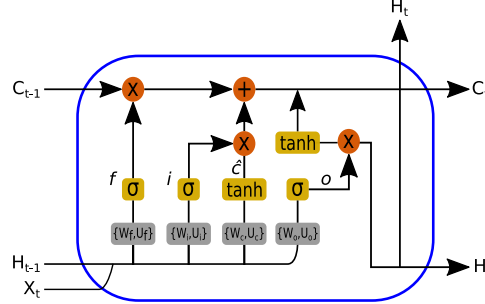 Hₜ
Cₜ₋₁ x + C
tanh x
f σ i σ ĉ tanh σ o
{W_f,U_f} {W_i,U_i} {W_c,U_c} {W_o,U_o}
Hₜ₋₁ H
Xₜ